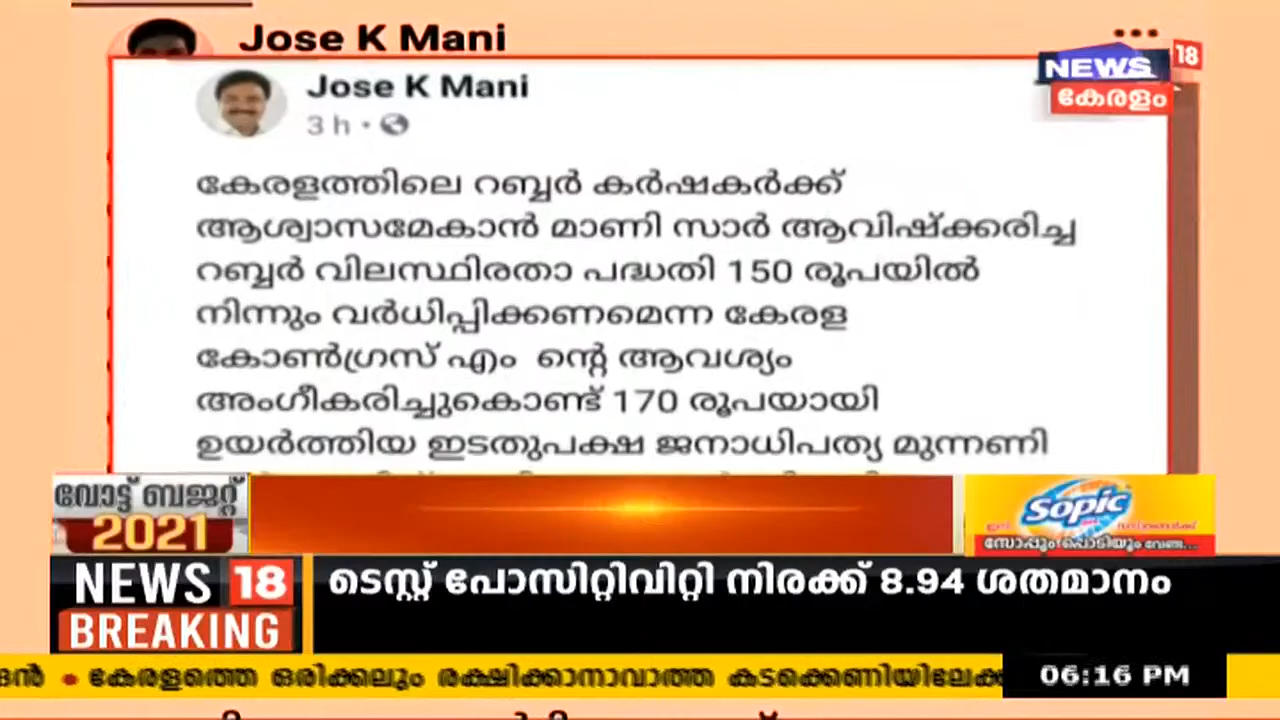 Jose K Mani
NEWS 18
കേരളം
Jose K Mani
3 h
കേരളത്തിലെ റബ്ബർ കർഷകർക്ക്
ആശ്വാസമേകാൻ മാണി സാർ ആവിഷ്ക്കരിച്ച
റബ്ബർ വിലസ്ഥിരതാ പദ്ധതി 150 രൂപയിൽ
നിന്നും വർധിപ്പിക്കണമെന്ന കേരള
കോൺഗ്രസ് എം ന്റെ ആവശ്യം
അംഗീകരിച്ചുകൊണ്ട് 170 രൂപയായി
ഉയർത്തിയ ഇടതുപക്ഷ ജനാധിപത്യ മുന്നണി
വോട്ട് ബജറ്റ്
2021
Sopic
സോപ്പും പൊടിയും വേണ്ട...
NEWS 18
BREAKING
ടെസ്റ്റ് പോസിറ്റിവിറ്റി നിരക്ക് 8.94 ശതമാനം
കേരളത്തെ ഒരിക്കലും രക്ഷിക്കാനാവാത്ത കടക്കെണിയിലേക്ക
06:16 PM